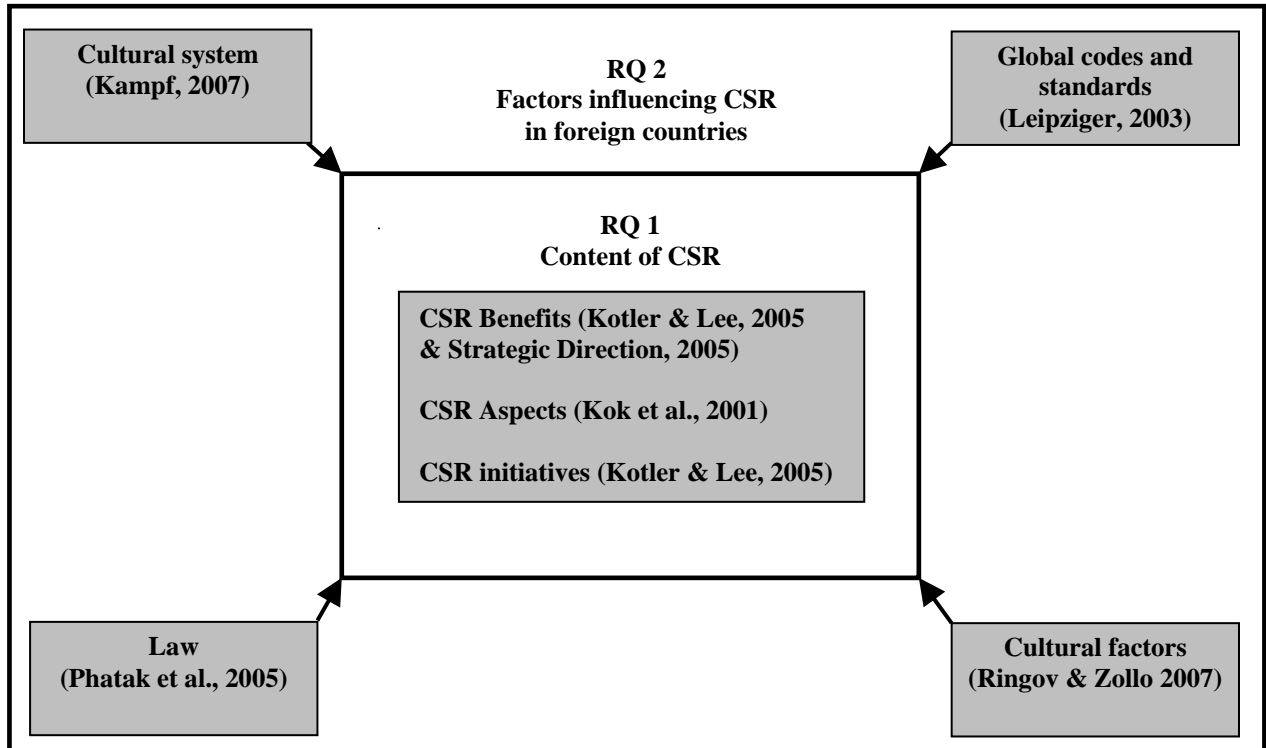 Cultural system
(Kampf, 2007)
RQ 2
Factors influencing CSR
in foreign countries
Global codes and
standards
(Leipziger, 2003)
RQ 1
Content of CSR
CSR Benefits (Kotler & Lee, 2005
& Strategic Direction, 2005)
CSR Aspects (Kok et al., 2001)
CSR initiatives (Kotler & Lee, 2005)
Law
(Phatak et al., 2005)
Cultural factors
(Ringov & Zollo 2007)